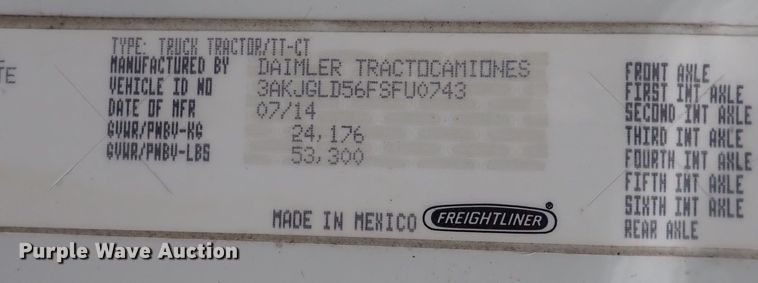 TYPE: TRUCK TRACTOR/TT-CT
MANUFACTURED BY DAIMLER TRACTOCAMIONES
VEHICLE ID NO 3AKJGLD56FSFU0743
DATE OF MFR 07/14
GVWR/PNBV-KG 24,176
GVWR/PNBV-LBS 53,300
MADE IN MEXICO FREIGHTLINER ®
FRONT AXLE
FIRST INT AXLE
SECOND INT AXLE
THIRD INT AXLE
FOURTH INT AXLE
FIFTH INT AXLE
SIXTH INT AXLE
REAR AXLE
Purple Wave Auction